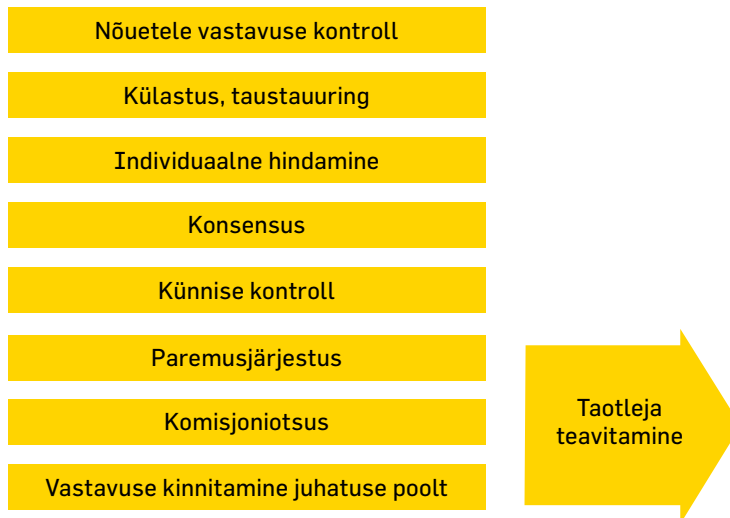 Nõuetele vastavuse kontroll
Külastus, taustauuring
Individuaalne hindamine
Konsensus
Künnise kontroll
Paremusjärjestus
Komisjoniotsus
Vastavuse kinnitamine juhatuse poolt
Taotleja
teavitamine